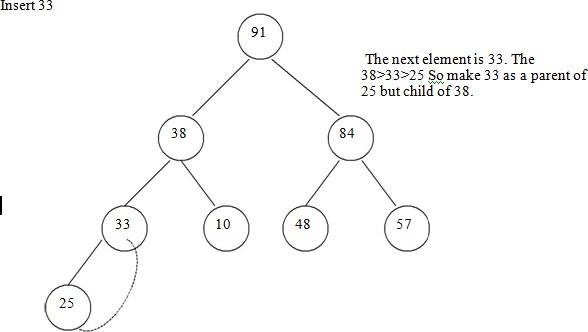 Insert 33
91
The next element is 33. The
38>33>25 So make 33 as a parent of
25 but child of 38.
38
84
33
10
48
57
25